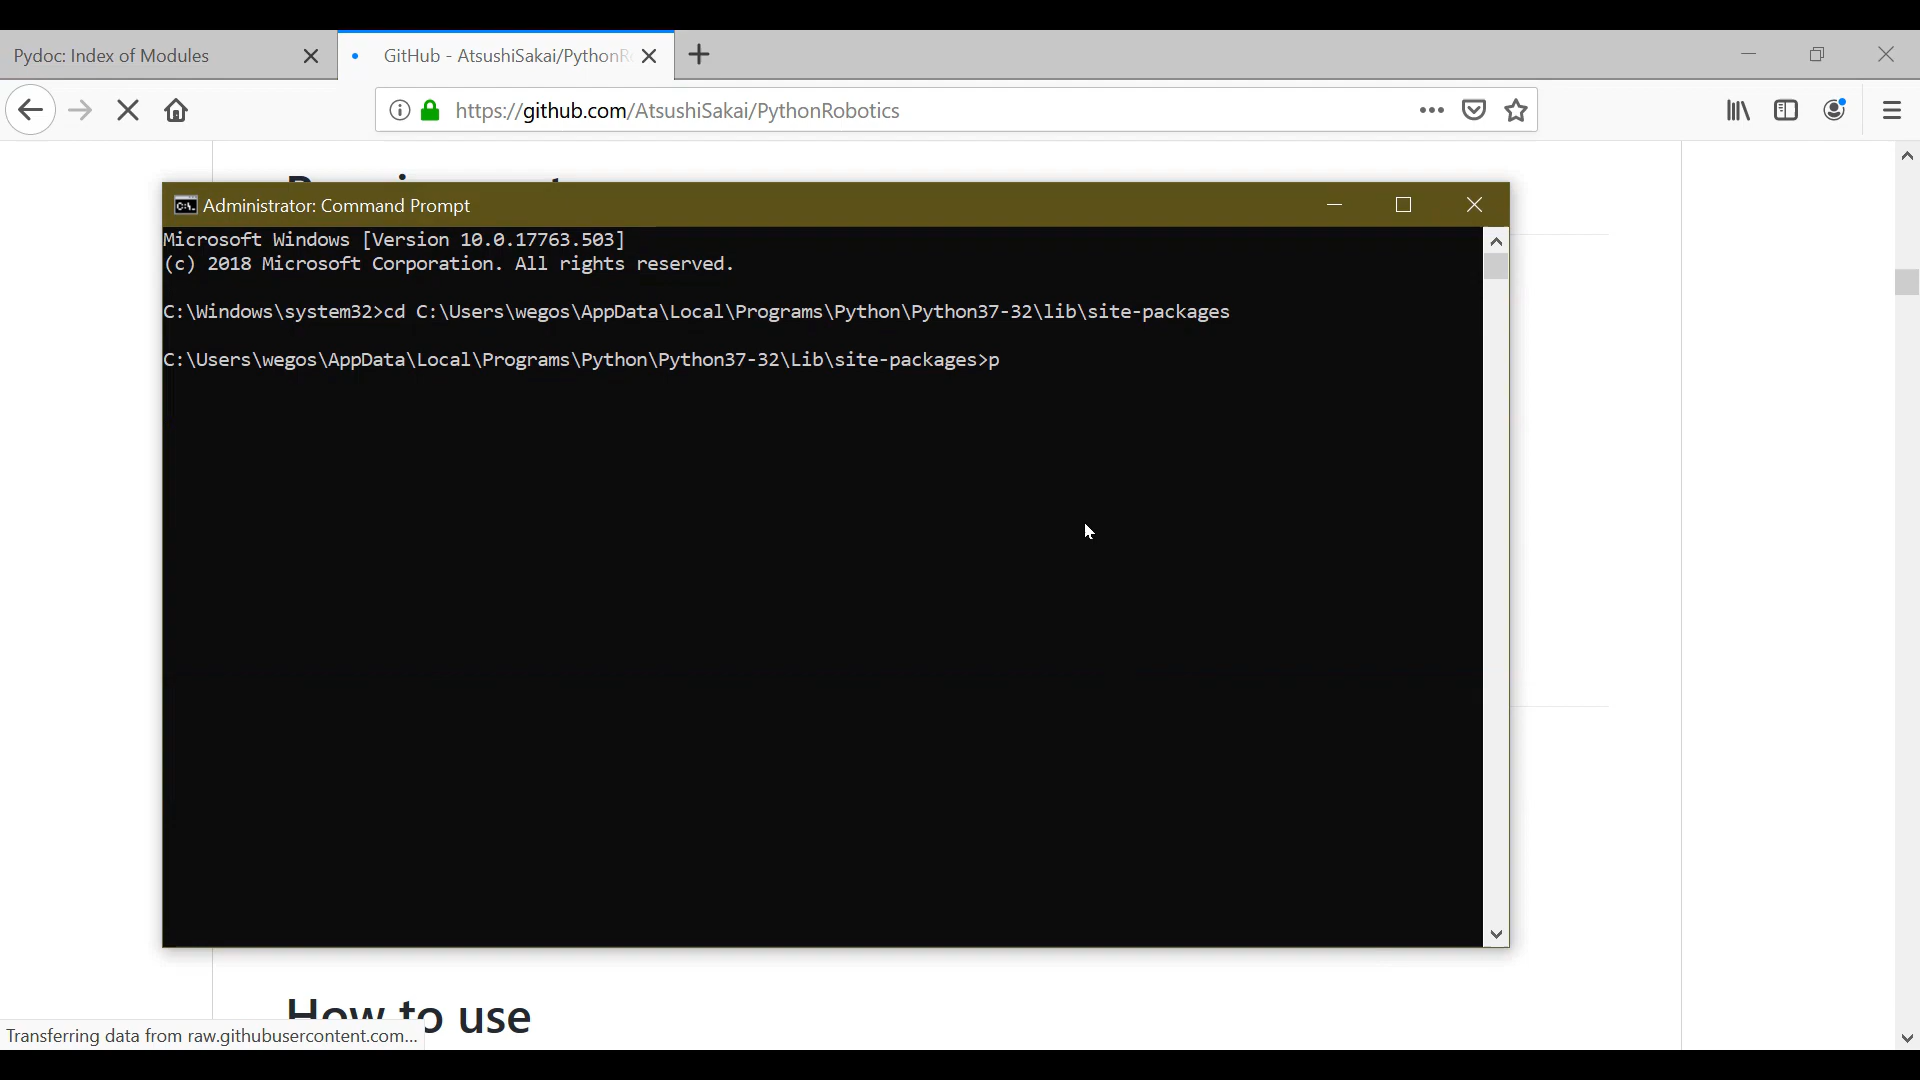 Pydoc: Index of Modules
GitHub - AtsushiSakai/PythonR
https://github.com/AtsushiSakai/PythonRobotics
Administrator: Command Prompt
Microsoft Windows [Version 10.0.17763.503]
(c) 2018 Microsoft Corporation. All rights reserved.
C:\Windows\system32>cd C:\Users\wegos\AppData\Local\Programs\Python\Python37-32\lib\site-packages
C:\Users\wegos\AppData\Local\Programs\Python\Python37-32\Lib\site-packages>p
How to use
Transferring data from raw.githubusercontent.com...